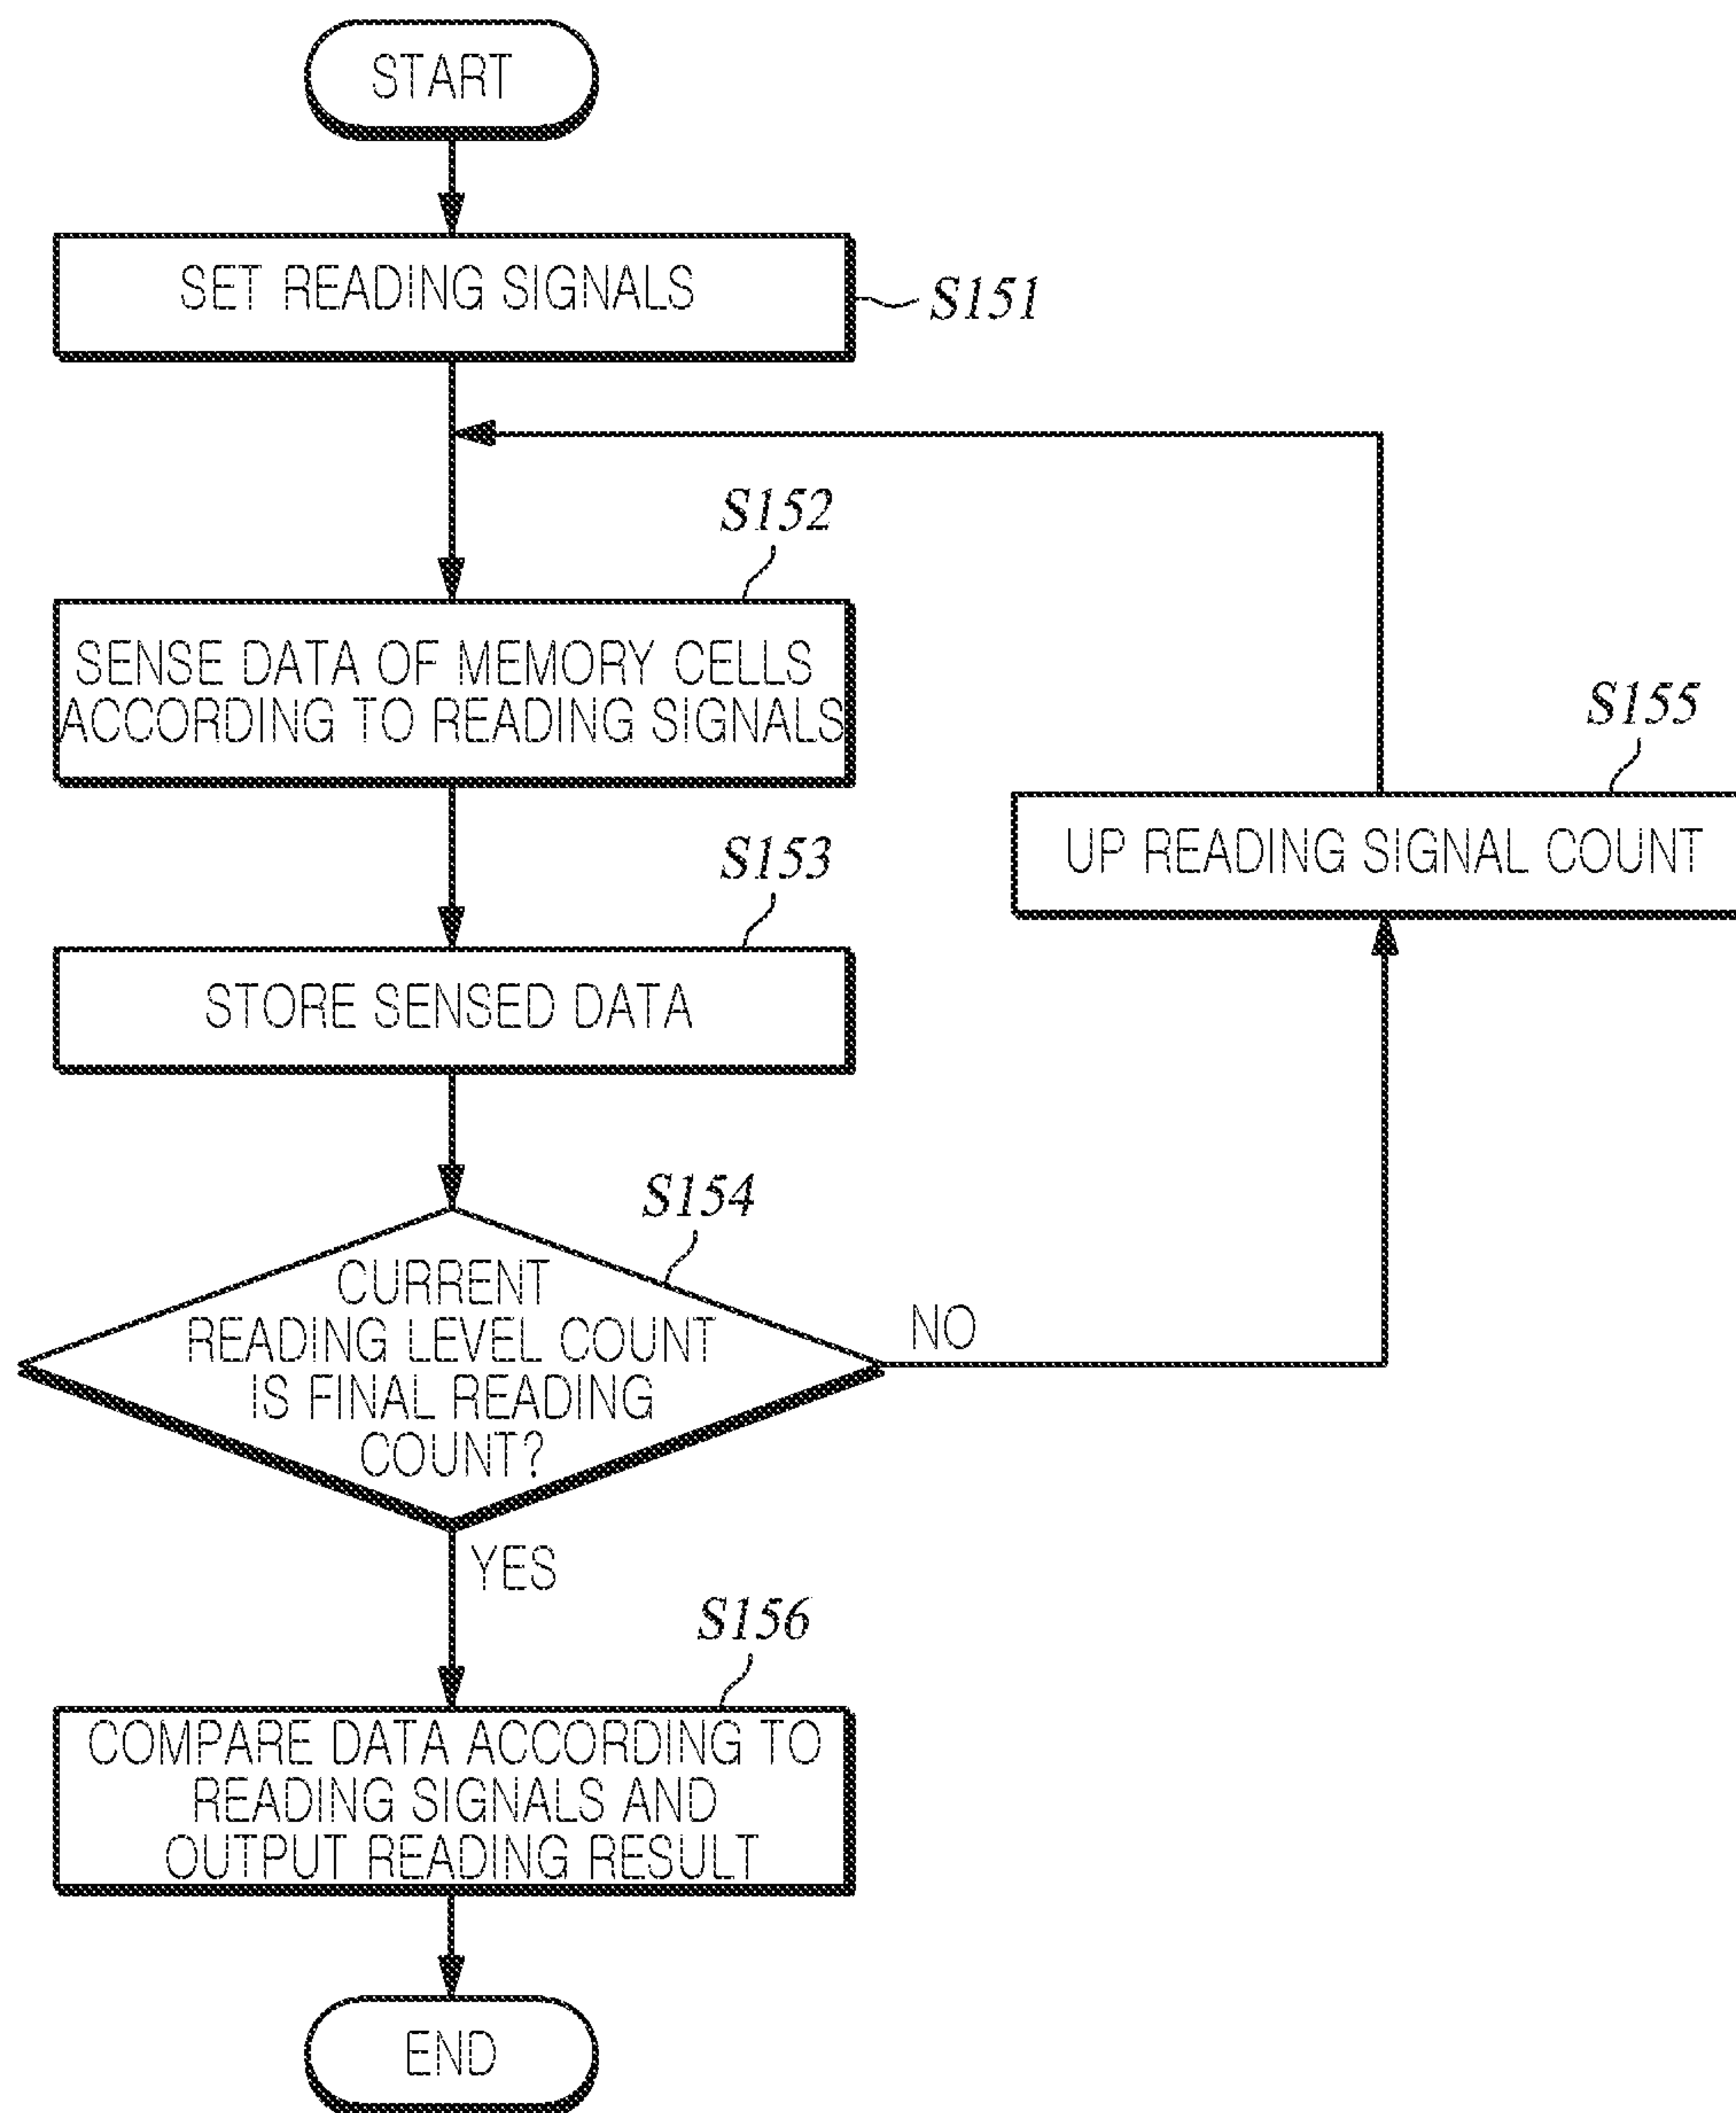 START
SET READING SIGNALS
S151
S152
SENSE DATA OF MEMORY CELLS
ACCORDING TO READING SIGNALS
S155
UP READING SIGNAL COUNT
S153
STORE SENSED DATA
S154
CURRENT
READING LEVEL COUNT
IS FINAL READING
COUNT?
NO
YES
S156
COMPARE DATA ACCORDING TO
READING SIGNALS AND
OUTPUT READING RESULT
END